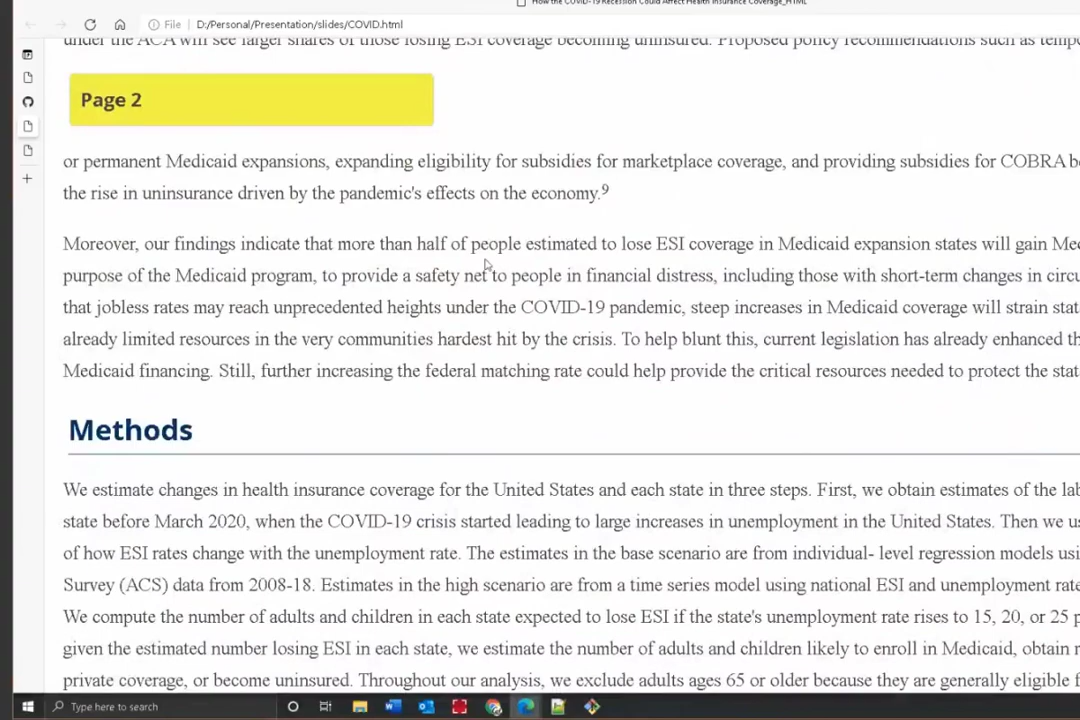 How the COVID-19 Recession Could Affect Health Insurance Coverage_HTML
File D:/Personal/Presentation/slides/COVID.html
under the ACA will see larger shares of those losing ESI coverage becoming uninsured. Proposed policy recommendations such as
Page 2
or permanent Medicaid expansions, expanding eligibility for subsidies for marketplace coverage, and providing subsidies for COBRA
the rise in uninsurance driven by the pandemic's effects on the economy.9
Moreover, our findings indicate that more than half of people estimated to lose ESI coverage in Medicaid expansion states will gain
purpose of the Medicaid program, to provide a safety net to people in financial distress, including those with short-term changes in
that jobless rates may reach unprecedented heights under the COVID-19 pandemic, steep increases in Medicaid coverage will strain
already limited resources in the very communities hardest hit by the crisis. To help blunt this, current legislation has already enhanced
Medicaid financing. Still, further increasing the federal matching rate could help provide the critical resources needed to protect the
Methods
We estimate changes in health insurance coverage for the United States and each state in three steps. First, we obtain estimates of the
state before March 2020, when the COVID-19 crisis started leading to large increases in unemployment in the United States. Then we
of how ESI rates change with the unemployment rate. The estimates in the base scenario are from individual- level regression models
Survey (ACS) data from 2008-18. Estimates in the high scenario are from a time series model using national ESI and unemployment
We compute the number of adults and children in each state expected to lose ESI if the state's unemployment rate rises to 15, 20, or 25
given the estimated number losing ESI in each state, we estimate the number of adults and children likely to enroll in Medicaid, obtain
private coverage, or become uninsured. Throughout our analysis, we exclude adults ages 65 or older because they are generally eligible
Type here to search